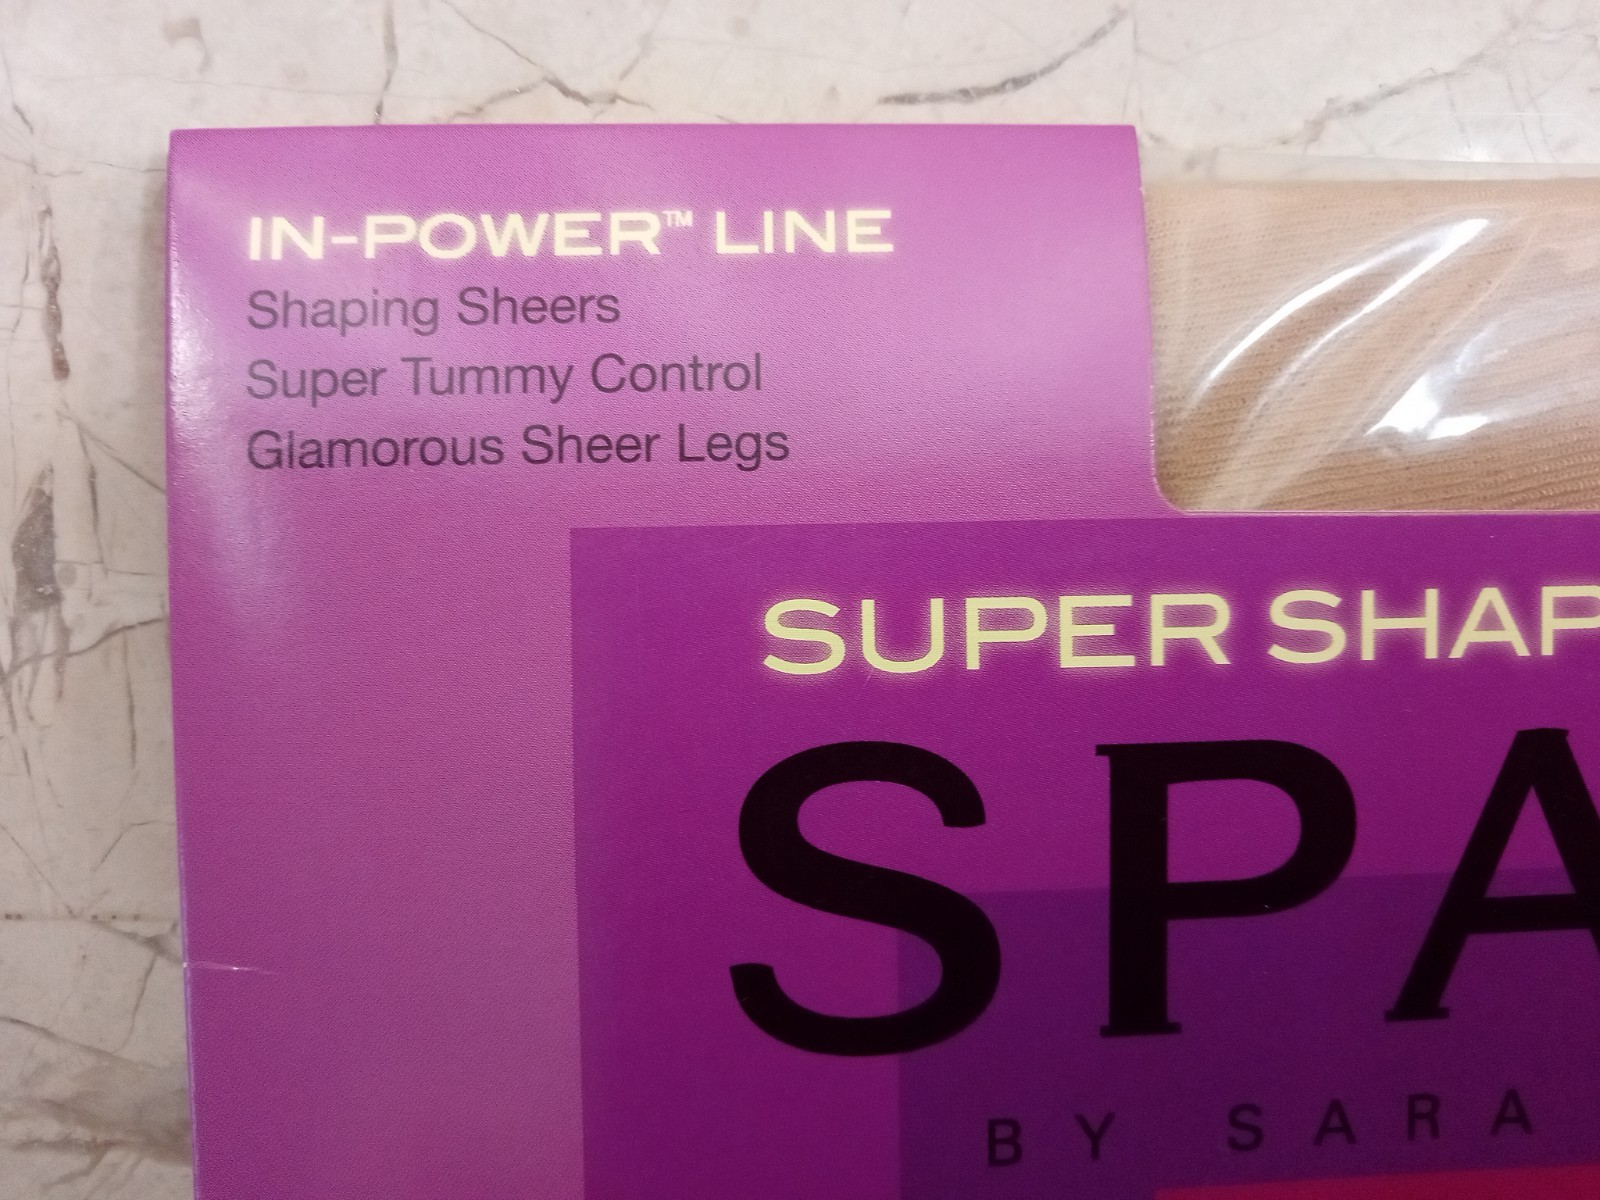 IN-POWER™ LINE
Shaping Sheers
Super Tummy Control
Glamorous Sheer Legs
SUPER SHAP
SPA
BY SARA